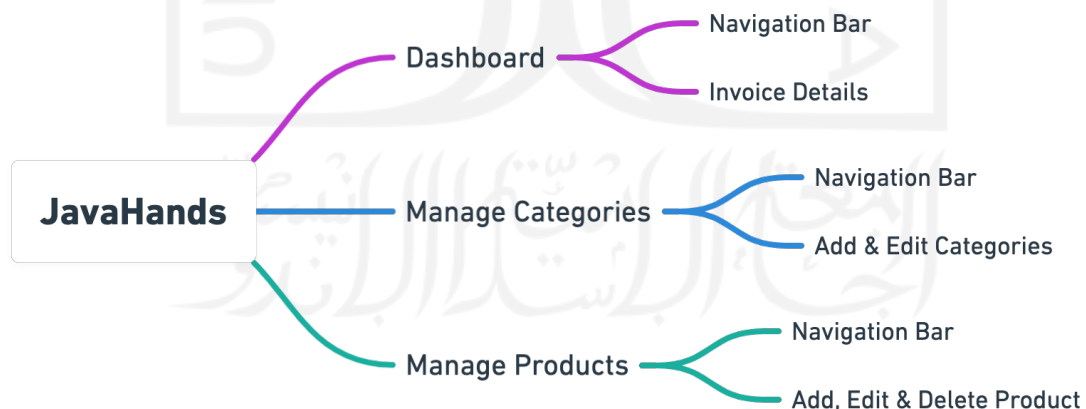 JavaHands
Dashboard
Navigation Bar
Invoice Details
Manage Categories
Navigation Bar
Add & Edit Categories
Manage Products
Navigation Bar
Add, Edit & Delete Product